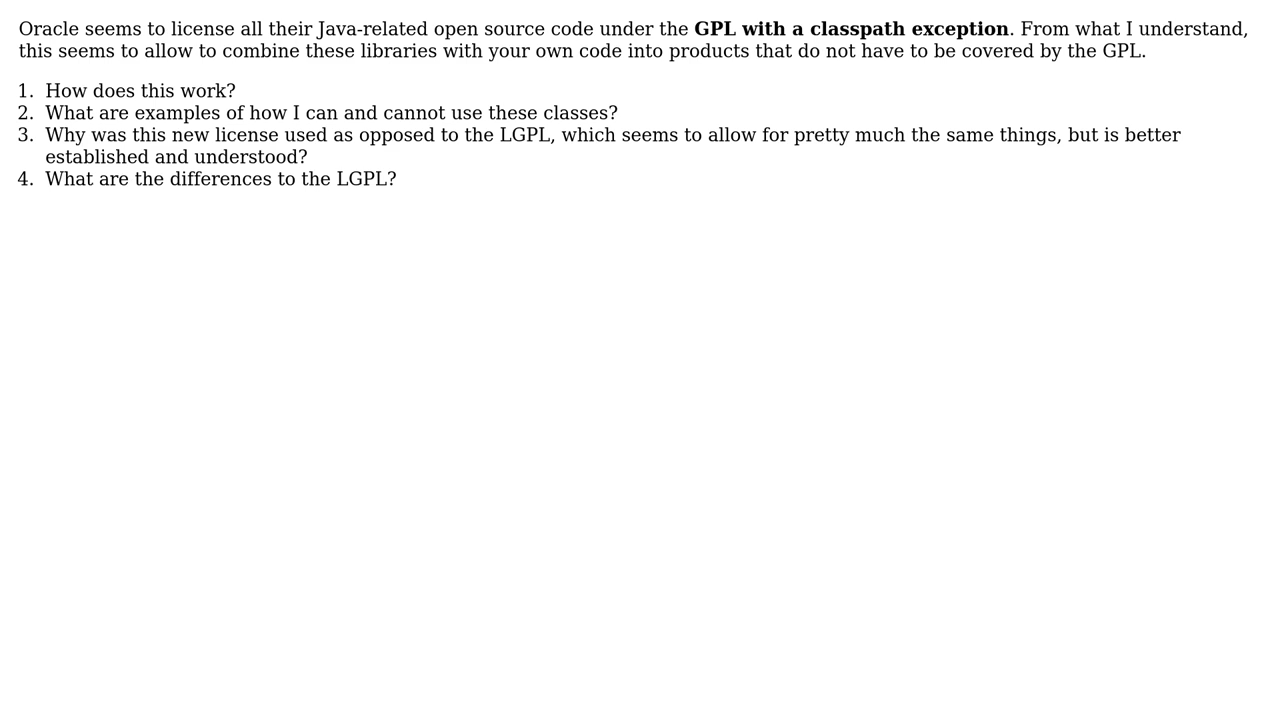 Oracle seems to license all their Java-related open source code under the GPL with a classpath exception. From what I understand,
this seems to allow to combine these libraries with your own code into products that do not have to be covered by the GPL.
1. How does this work?
2. What are examples of how I can and cannot use these classes?
3. Why was this new license used as opposed to the LGPL, which seems to allow for pretty much the same things, but is better
established and understood?
4. What are the differences to the LGPL?